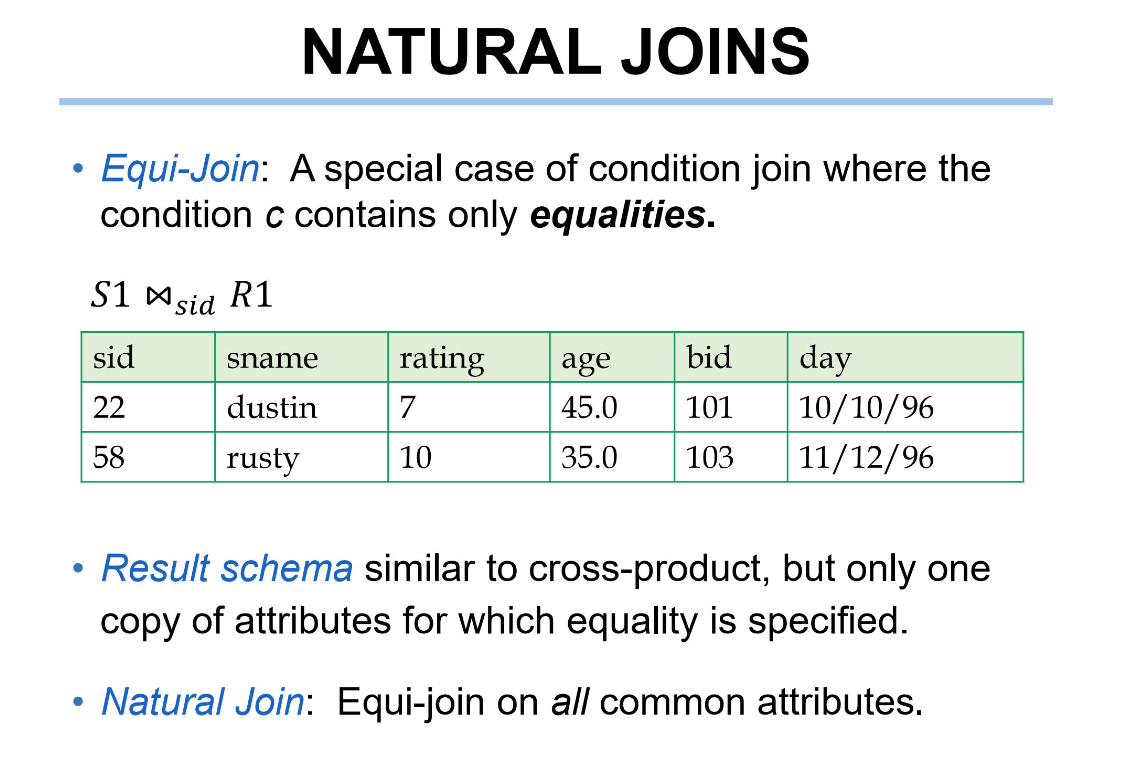 NATURAL JOINS
• Equi-Join: A special case of condition join where the
condition c contains only equalities.
S1 ⋈sid R1
sid sname rating age bid day
22 dustin 7 45.0 101 10/10/96
58 rusty 10 35.0 103 11/12/96
• Result schema similar to cross-product, but only one
copy of attributes for which equality is specified.
• Natural Join: Equi-join on all common attributes.